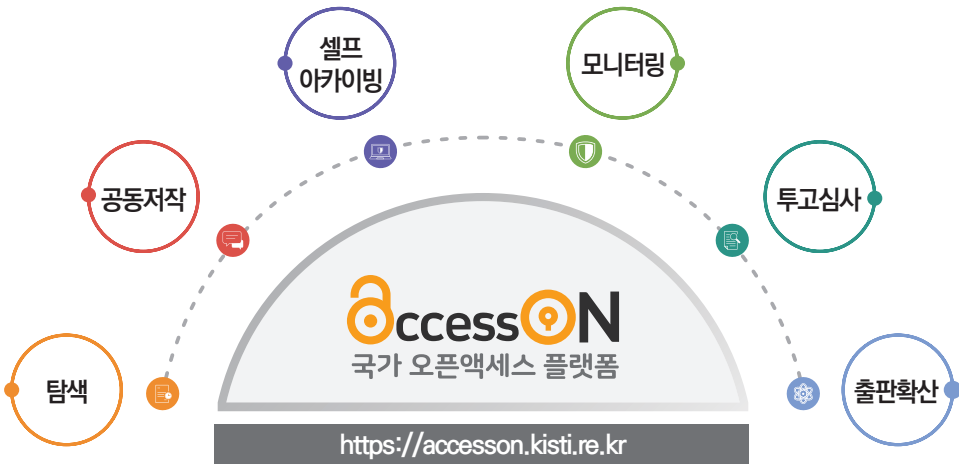 셀프
아카이빙
모니터링
공동저작
투고심사
accessON
국가 오픈액세스 플랫폼
탐색
출판확산
https://accesson.kisti.re.kr